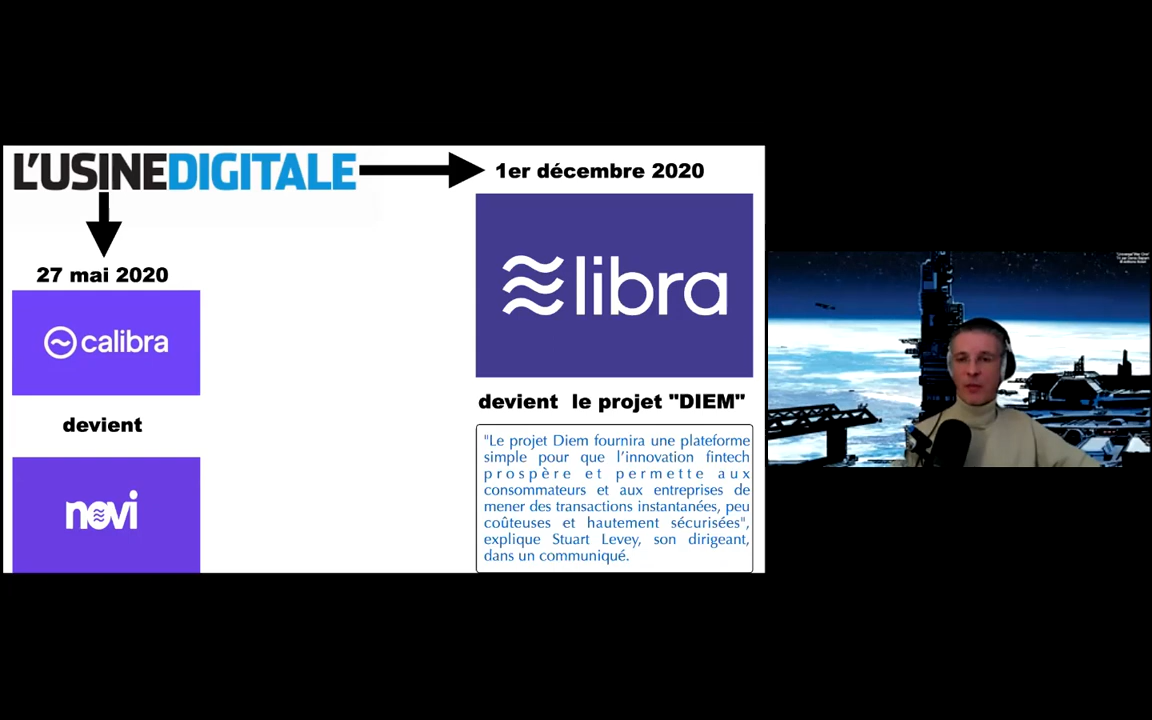 L'USINEDIGITALE
1er décembre 2020
27 mai 2020
calibra
devient
novi
libra
devient le projet "DIEM"
"Le projet Diem fournira une plateforme
simple pour que l'innovation fintech
prospère et permette aux
consommateurs et aux entreprises de
mener des transactions instantanées, peu
coûteuses et hautement sécurisées",
explique Stuart Levey, son dirigeant,
dans un communiqué.